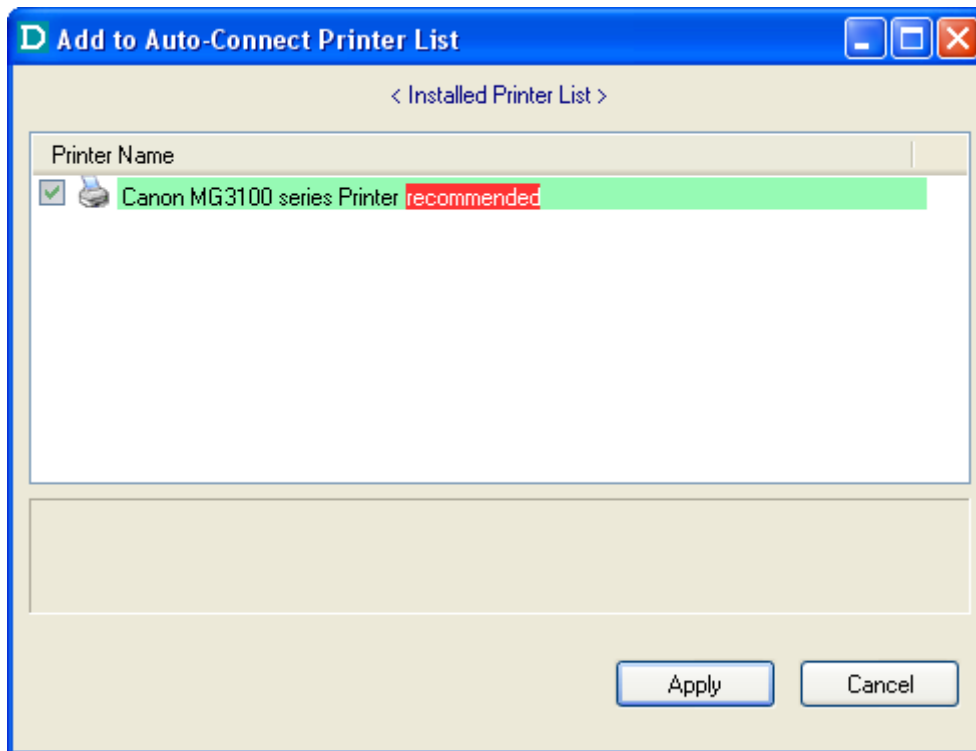 D Add to Auto-Connect Printer List
< Installed Printer List >
Printer Name
Canon MG3100 series Printer recommended
Apply Cancel